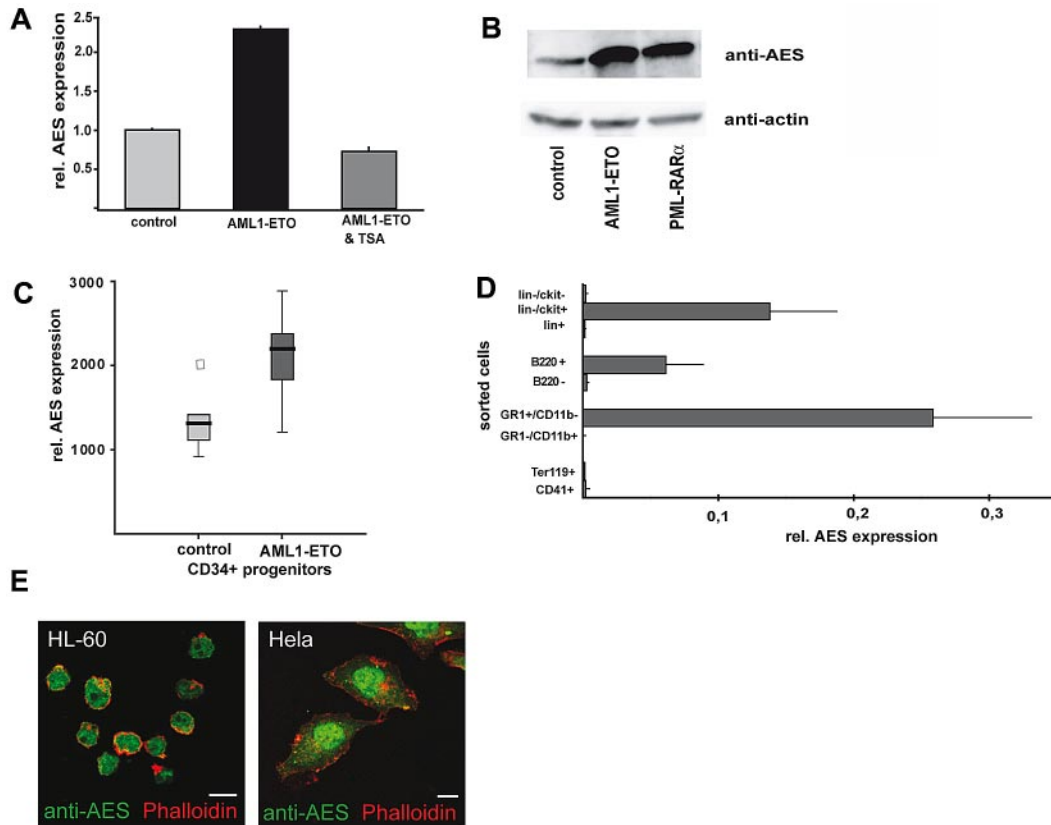 A
rel. AES expression
2.5
2.0
1.0
0.5
control
AML1-ETO
AML1-ETO
& TSA
B
anti-AES
anti-actin
control
AML1-ETO
PML-RARα
C
rel. AES expression
3000
2000
1000
control
AML1-ETO
CD34+ progenitors
D
sorted cells
lin-/ckit-
lin-/ckit+
lin+
B220+
B220-
GR1+/CD11b-
GR1-/CD11b+
Ter119+
CD41+
0,1
0,2
0,3
rel. AES expression
E
HL-60
anti-AES Phalloidin
Hela
anti-AES Phalloidin